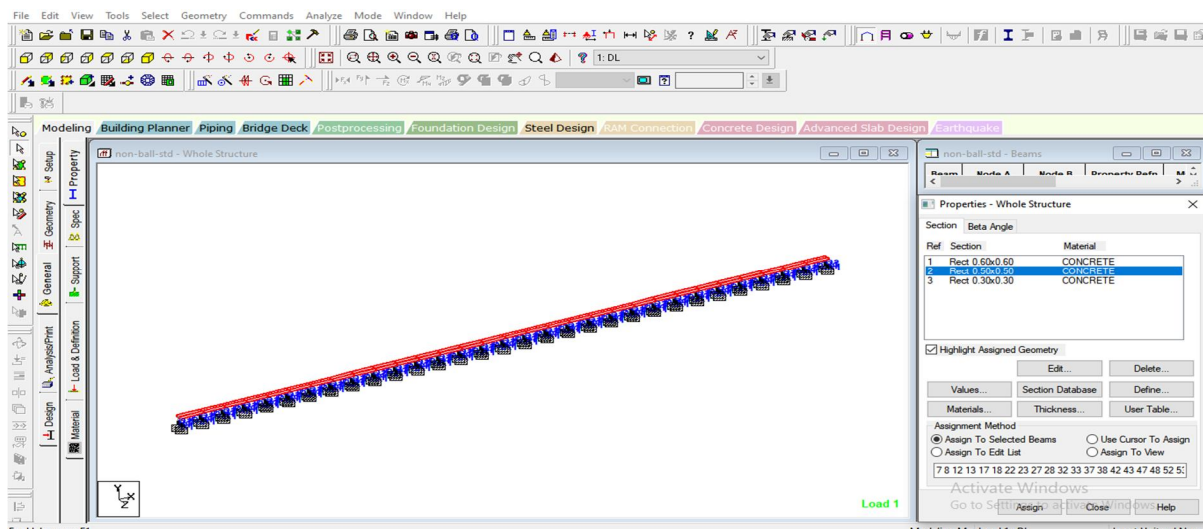 File Edit View Tools Select Geometry Commands Analyze Mode Window Help
1: DL
Modeling Building Planner Piping Bridge Deck Postprocessing Foundation Design Steel Design RAM Connection Concrete Design Advanced Slab Design Earthquake
Setup
Geometry
General
Analysis/Print
Design
Property
Spec
Support
Load & Definition
Material
non-ball-std - Whole Structure
Y
X
Z
Load 1
non-ball-std - Beams
Beam Node A Node B Property Refn
Properties - Whole Structure
Section Beta Angle
Ref Section Material
1 Rect 0.60x0.60 CONCRETE
2 Rect 0.50x0.50 CONCRETE
3 Rect 0.30x0.30 CONCRETE
Highlight Assigned Geometry
Edit... Delete...
Values... Section Database Define...
Materials... Thickness... User Table...
Assignment Method
Assign To Selected Beams Use Cursor To Assign
Assign To Edit List Assign To View
7 8 12 13 17 18 22 23 27 28 32 33 37 38 42 43 47 48 52
Activate Windows
Go to Settings to activate Windows.
Assign Close Help